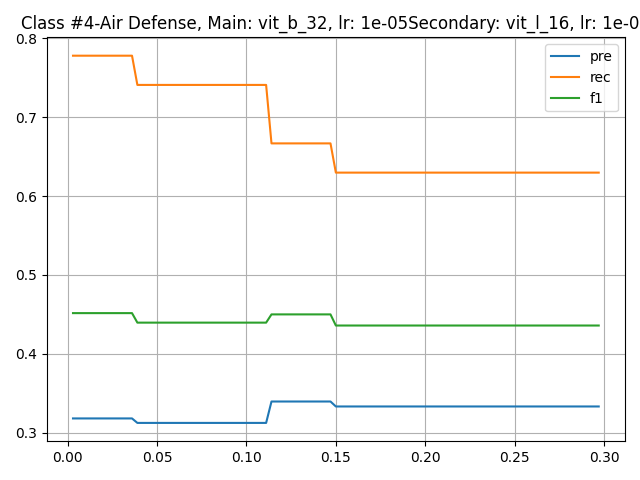 Class #4-Air Defense, Main: vit_b_32, lr: 1e-05Secondary: vit_l_16, lr: 1e-0
0.8
0.7
0.6
0.5
0.4
0.3
pre
rec
f1
0.00 0.05 0.10 0.15 0.20 0.25 0.30